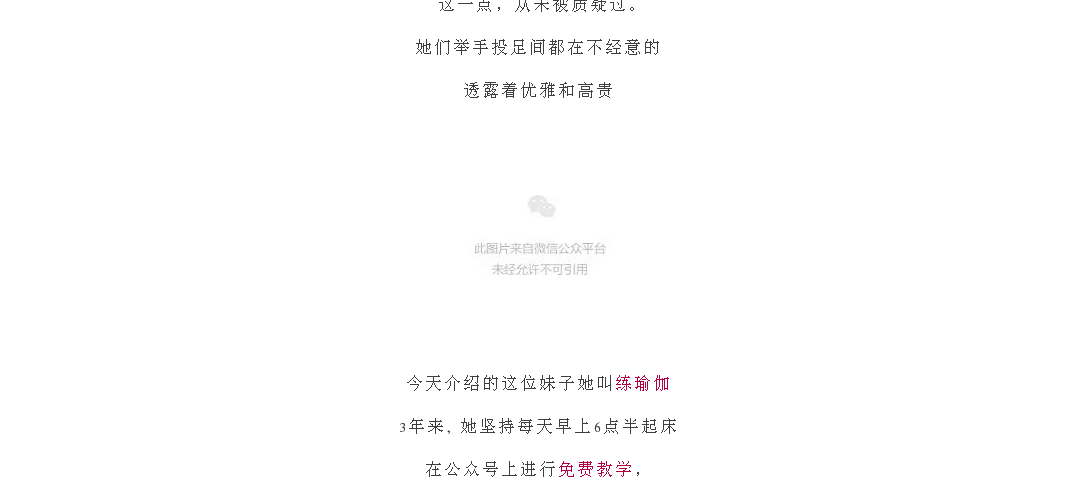 这一点，从未被质疑过。
她们举手投足间都在不经意的
透露着优雅和高贵
此图片来自微信公众平台
未经允许不可引用
今天介绍的这位妹子她叫练瑜伽
3年来, 她坚持每天早上6点半起床
在公众号上进行免费教学，